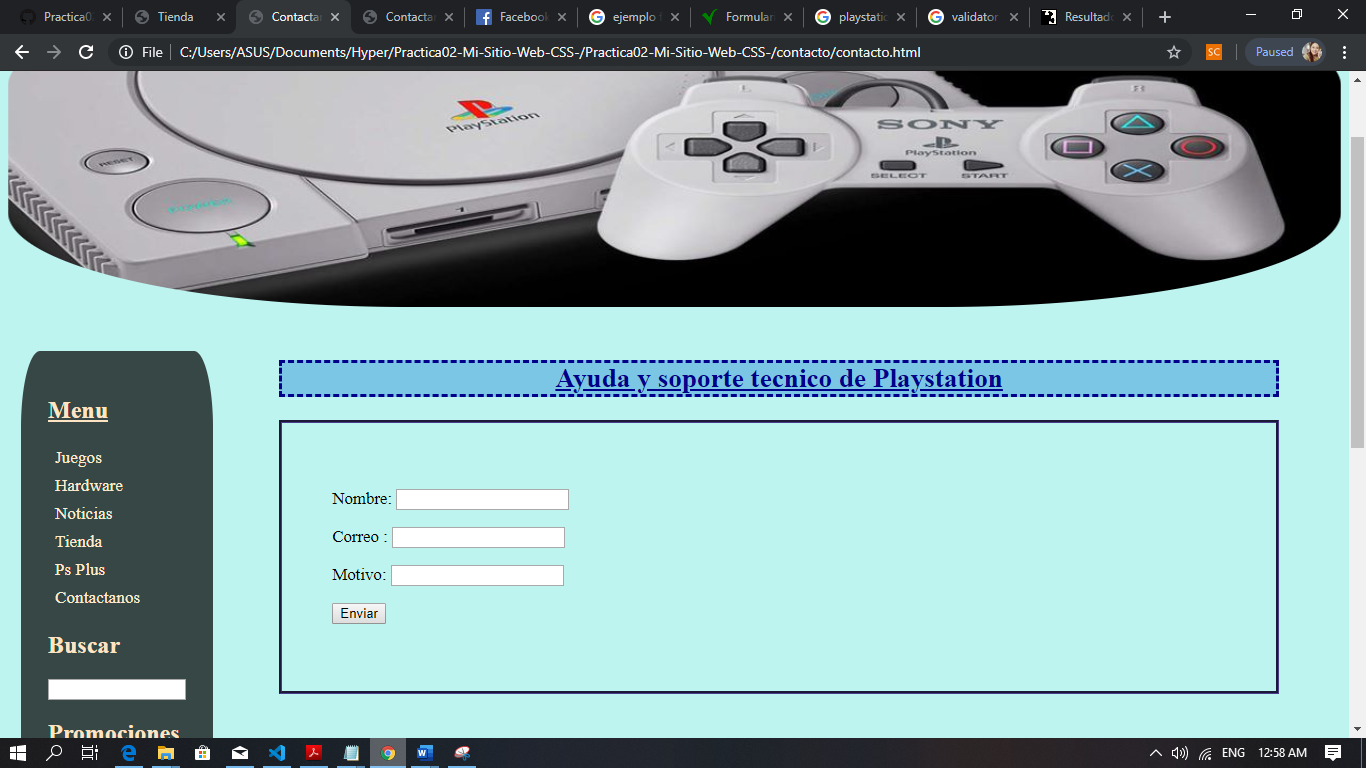 Practica0
Tienda
Contacta
Contacta
Facebook
ejemplo
Formular
playstatio
validator
Resultado
File
C:/Users/ASUS/Documents/Hyper/Practica02-Mi-Sitio-Web-CSS-/Practica02-Mi-Sitio-Web-CSS-/contacto/contacto.html
SC
Paused
PlayStation
RESET
L
R
SONY
PlayStation
SELECT
START
Ayuda y soporte tecnico de Playstation
Menu
Juegos
Hardware
Noticias
Tienda
Ps Plus
Contactanos
Buscar
Promociones
Nombre:
Correo :
Motivo:
Enviar
ENG
12:58 AM